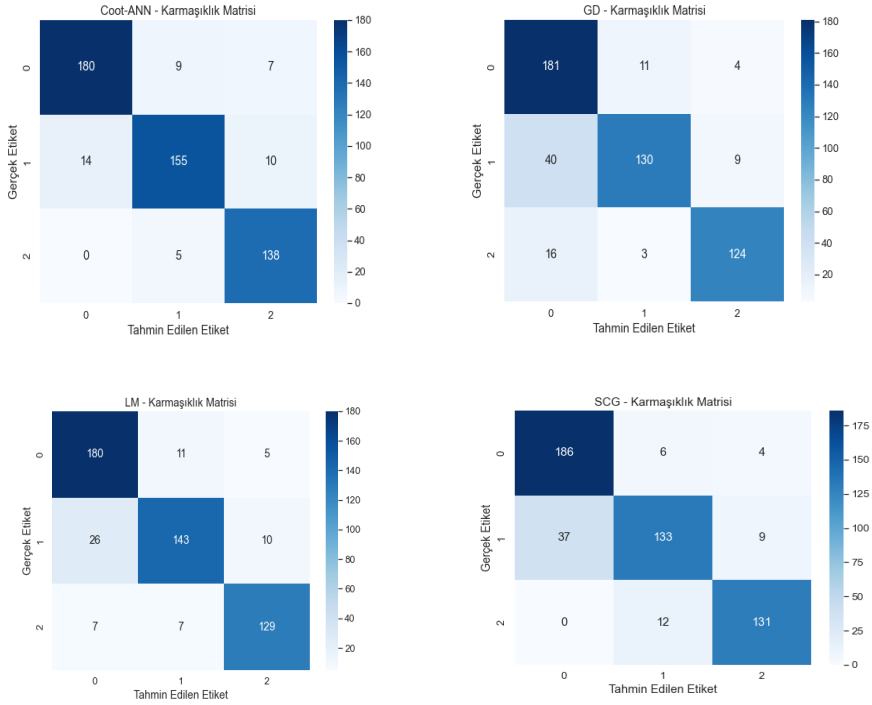 Coot-ANN - Karmaşıklık Matrisi
180 9 7
14 155 10
0 5 138
0
1
2
Gerçek Etiket
0 1 2
Tahmin Edilen Etiket
180
160
140
120
100
80
60
40
20
0
GD - Karmaşıklık Matrisi
181 11 4
40 130 9
16 3 124
0
1
2
Gerçek Etiket
0 1 2
Tahmin Edilen Etiket
180
160
140
120
100
80
60
40
20
LM - Karmaşıklık Matrisi
180 11 5
26 143 10
7 7 129
0
1
2
Gerçek Etiket
0 1 2
Tahmin Edilen Etiket
180
160
140
120
100
80
60
40
20
SCG - Karmaşıklık Matrisi
186 6 4
37 133 9
0 12 131
0
1
2
Gerçek Etiket
0 1 2
Tahmin Edilen Etiket
175
150
125
100
75
50
25
0